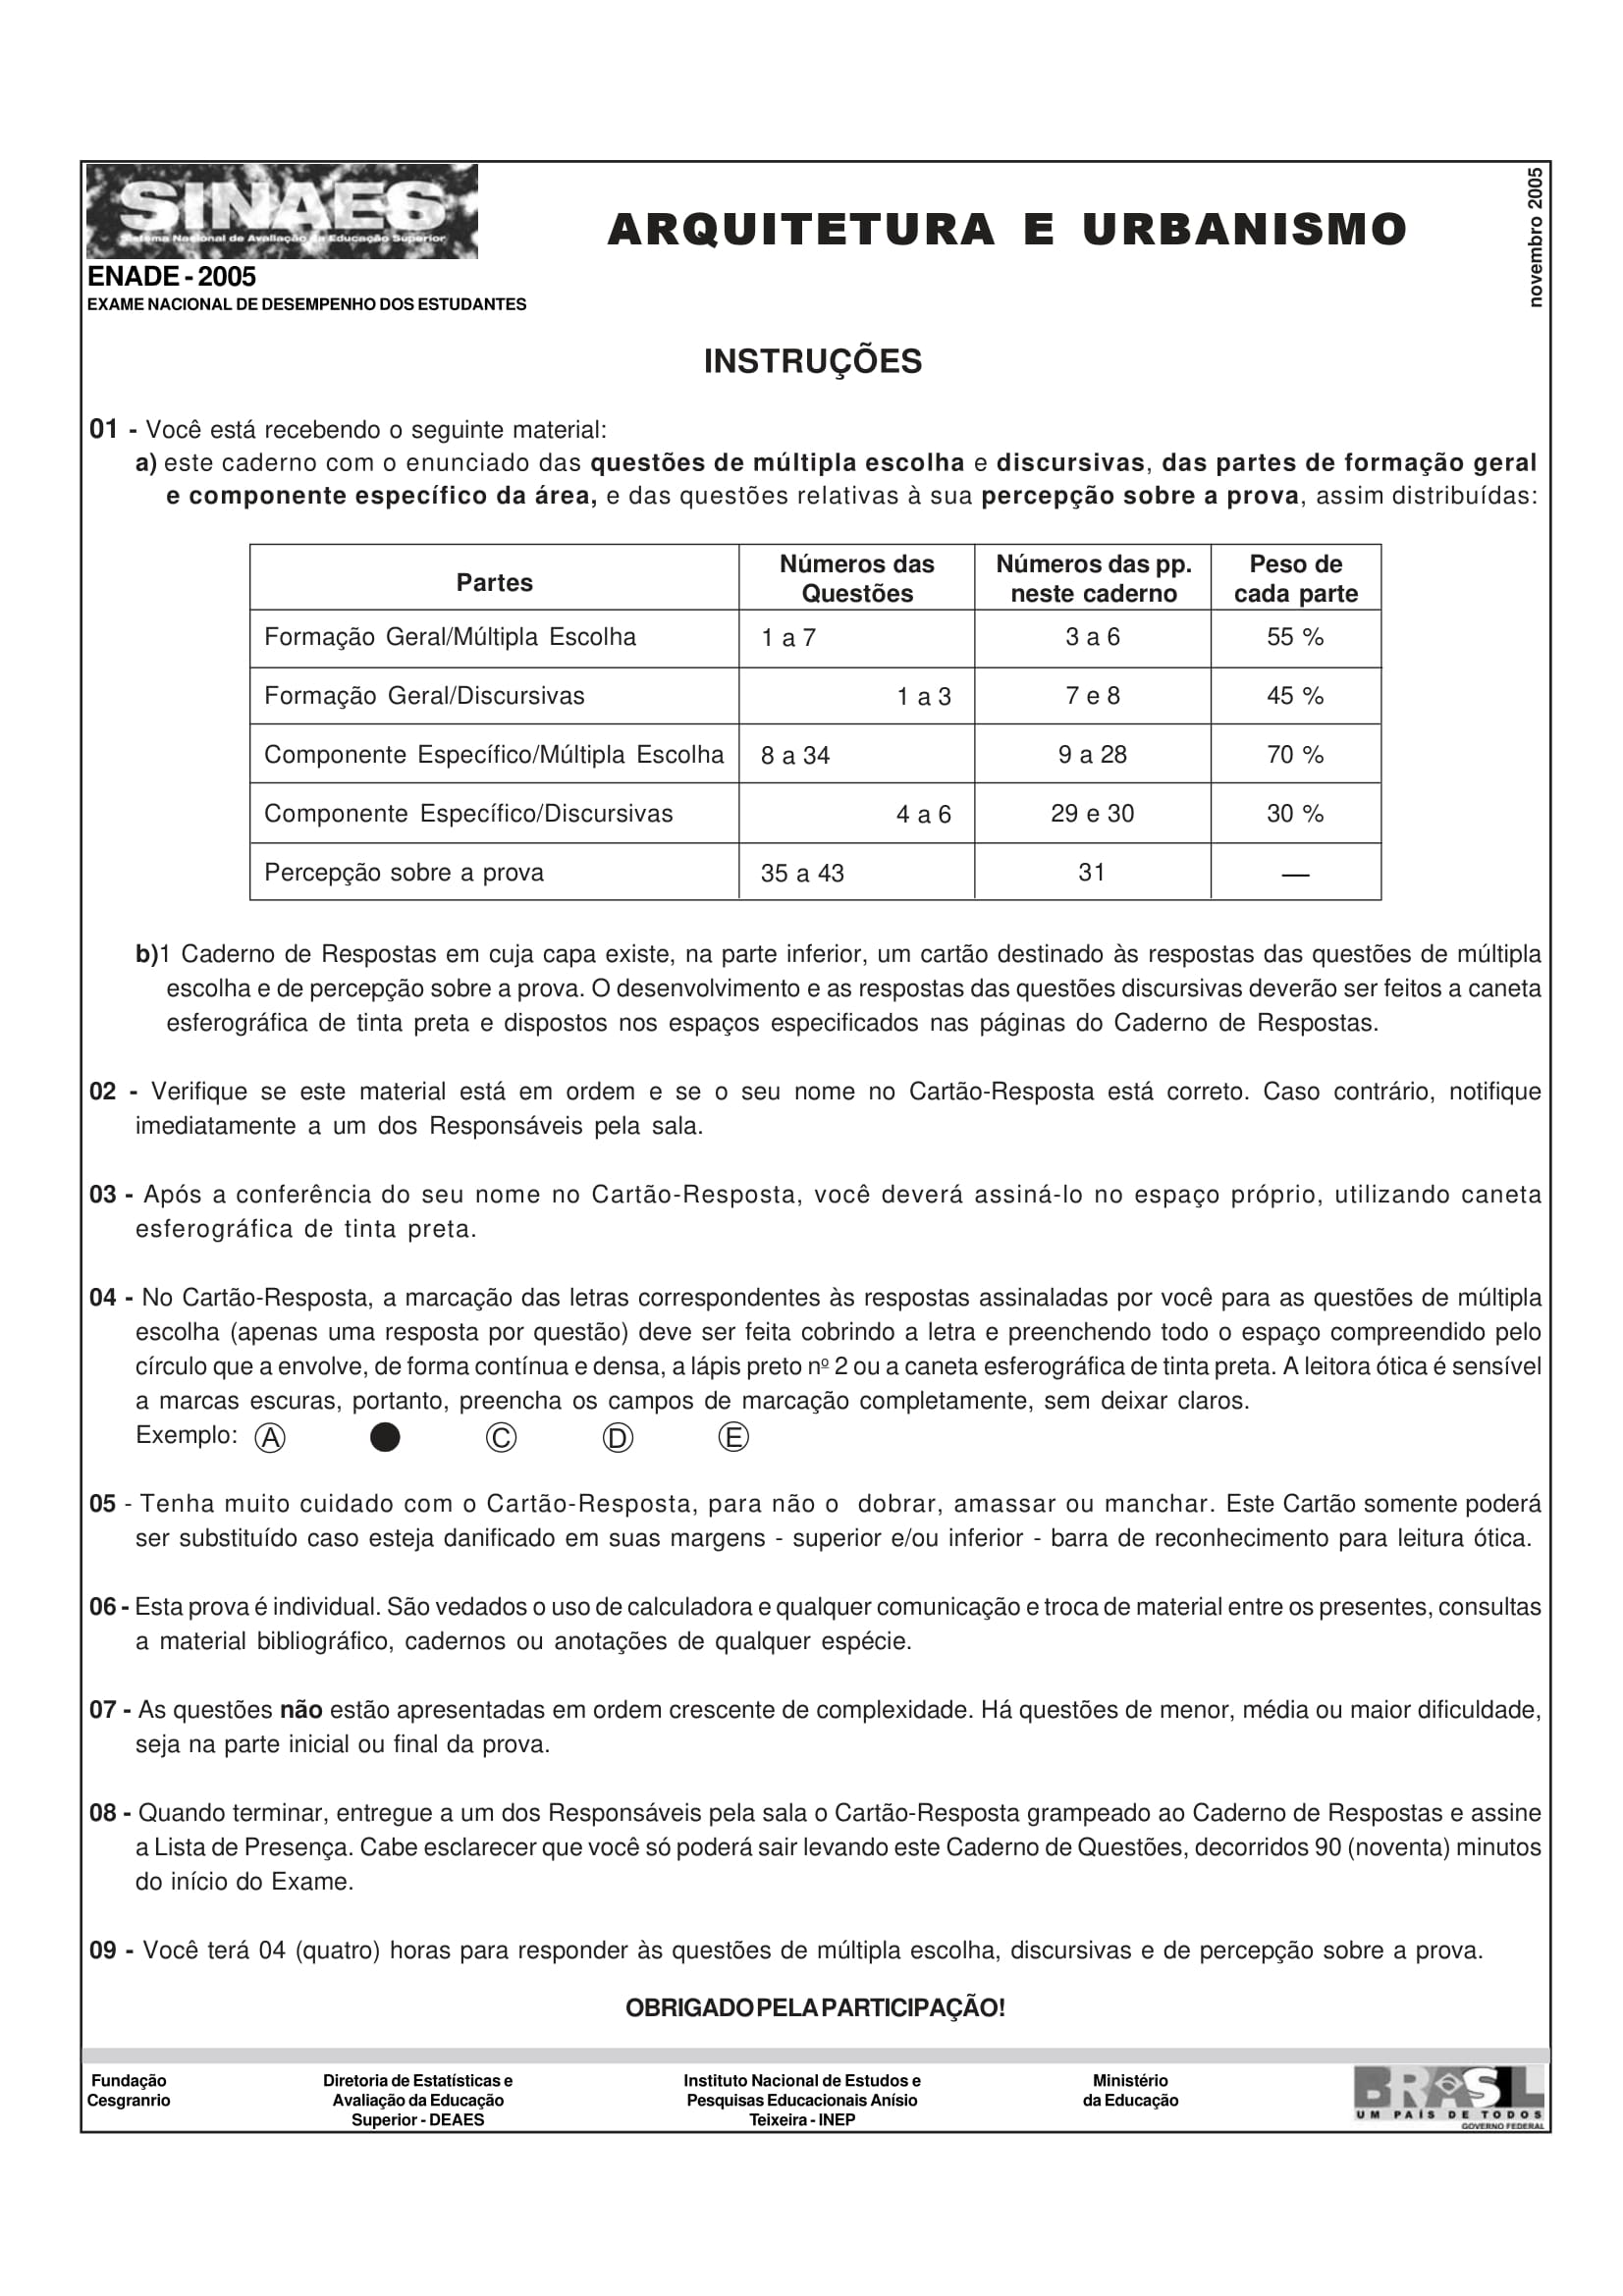 SINAES
Sistema Nacional de Avaliação da Educação Superior
ENADE - 2005
EXAME NACIONAL DE DESEMPENHO DOS ESTUDANTES
ARQUITETURA E URBANISMO
novembro 2005
INSTRUÇÕES
01 - Você está recebendo o seguinte material:
a) este caderno com o enunciado das questões de múltipla escolha e discursivas, das partes de formação geral
e componente específico da área, e das questões relativas à sua percepção sobre a prova, assim distribuídas:
Partes
Números das
Questões
Números das pp.
neste caderno
Peso de
cada parte
Formação Geral/Múltipla Escolha 1 a 7 3 a 6 55 %
Formação Geral/Discursivas 1 a 3 7 e 8 45 %
Componente Específico/Múltipla Escolha 8 a 34 9 a 28 70 %
Componente Específico/Discursivas 4 a 6 29 e 30 30 %
Percepção sobre a prova 35 a 43 31 —
b)1 Caderno de Respostas em cuja capa existe, na parte inferior, um cartão destinado às respostas das questões de múltipla
escolha e de percepção sobre a prova. O desenvolvimento e as respostas das questões discursivas deverão ser feitos a caneta
esferográfica de tinta preta e dispostos nos espaços especificados nas páginas do Caderno de Respostas.
02 - Verifique se este material está em ordem e se o seu nome no Cartão-Resposta está correto. Caso contrário, notifique
imediatamente a um dos Responsáveis pela sala.
03 - Após a conferência do seu nome no Cartão-Resposta, você deverá assiná-lo no espaço próprio, utilizando caneta
esferográfica de tinta preta.
04 - No Cartão-Resposta, a marcação das letras correspondentes às respostas assinaladas por você para as questões de múltipla
escolha (apenas uma resposta por questão) deve ser feita cobrindo a letra e preenchendo todo o espaço compreendido pelo
círculo que a envolve, de forma contínua e densa, a lápis preto nº 2 ou a caneta esferográfica de tinta preta. A leitora ótica é sensível
a marcas escuras, portanto, preencha os campos de marcação completamente, sem deixar claros.
Exemplo: A C D E
05 - Tenha muito cuidado com o Cartão-Resposta, para não o dobrar, amassar ou manchar. Este Cartão somente poderá
ser substituído caso esteja danificado em suas margens - superior e/ou inferior - barra de reconhecimento para leitura ótica.
06 - Esta prova é individual. São vedados o uso de calculadora e qualquer comunicação e troca de material entre os presentes, consultas
a material bibliográfico, cadernos ou anotações de qualquer espécie.
07 - As questões não estão apresentadas em ordem crescente de complexidade. Há questões de menor, média ou maior dificuldade,
seja na parte inicial ou final da prova.
08 - Quando terminar, entregue a um dos Responsáveis pela sala o Cartão-Resposta grampeado ao Caderno de Respostas e assine
a Lista de Presença. Cabe esclarecer que você só poderá sair levando este Caderno de Questões, decorridos 90 (noventa) minutos
do início do Exame.
09 - Você terá 04 (quatro) horas para responder às questões de múltipla escolha, discursivas e de percepção sobre a prova.
OBRIGADO PELA PARTICIPAÇÃO!
Fundação
Cesgranrio
Diretoria de Estatísticas e
Avaliação da Educação
Superior - DEAES
Instituto Nacional de Estudos e
Pesquisas Educacionais Anísio
Teixeira - INEP
Ministério
da Educação
BRASIL
UM PAÍS DE TODOS
GOVERNO FEDERAL